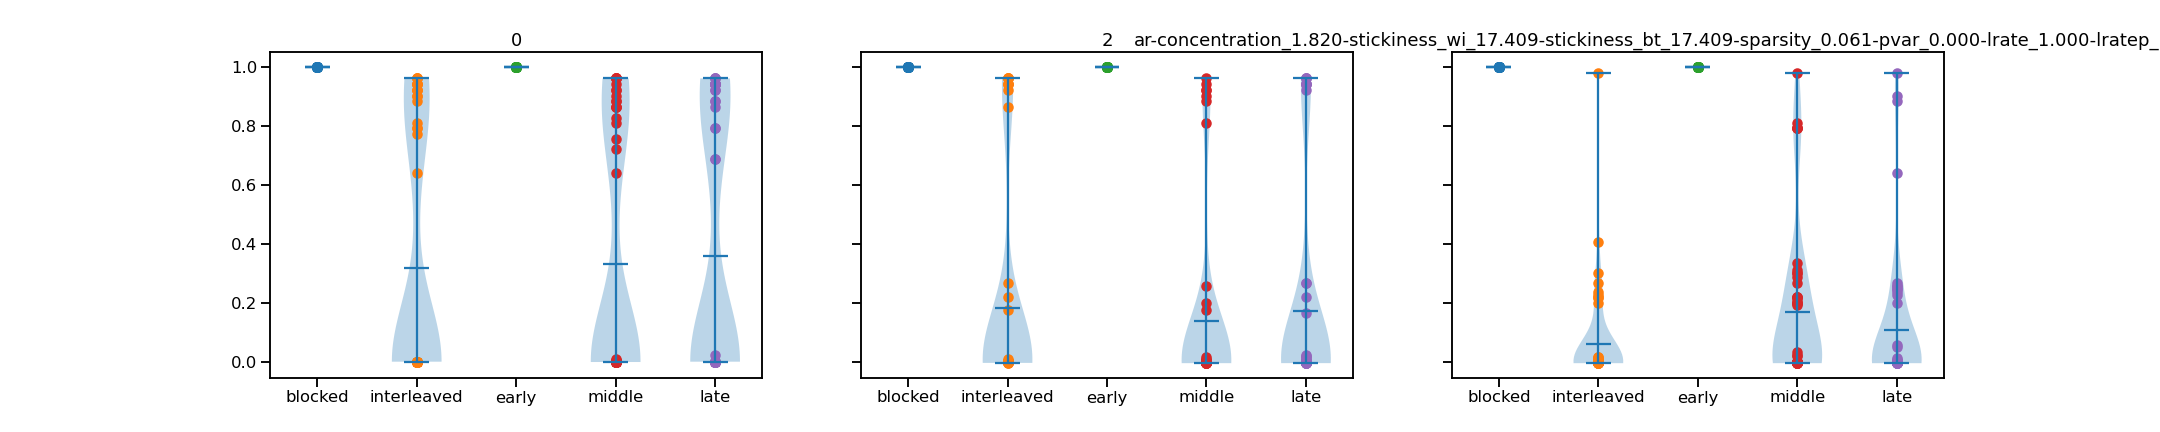 0
2
ar-concentration_1.820-stickiness_wi_17.409-stickiness_bt_17.409-sparsity_0.061-pvar_0.000-lrate_1.000-lratep_
1.0
0.8
0.6
0.4
0.2
0.0
blocked interleaved early middle late
blocked interleaved early middle late
blocked interleaved early middle late